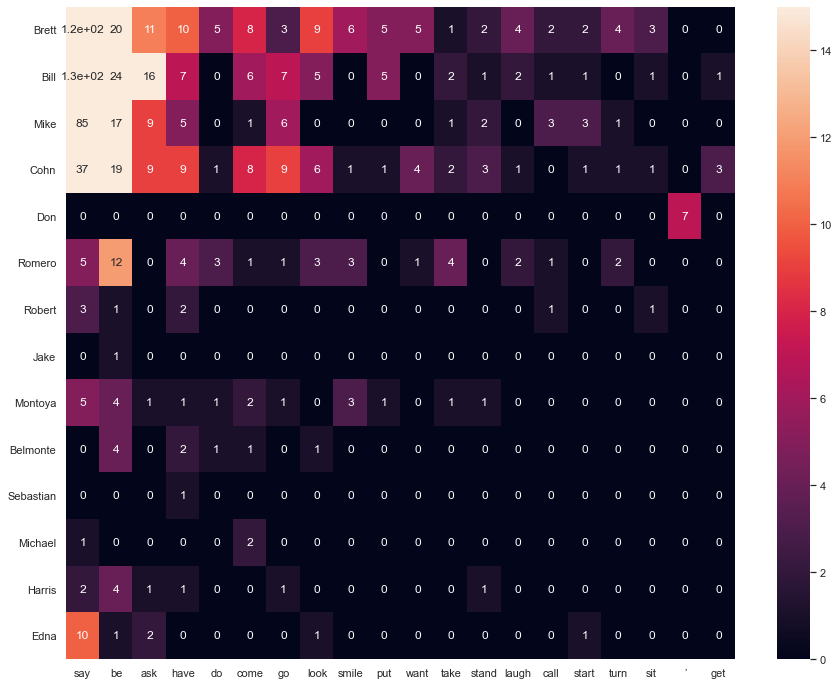 Brett 1.2e+02 20 11 10 5 8 3 9 6 5 5 1 2 4 2 2 4 3 0 0
Bill 1.3e+02 24 16 7 0 6 7 5 0 5 0 2 1 2 1 1 0 1 0 1
Mike 85 17 9 5 0 1 6 0 0 0 0 1 2 0 3 3 1 0 0 0
Cohn 37 19 9 9 1 8 9 6 1 1 4 2 3 1 0 1 1 1 0 3
Don 0 0 0 0 0 0 0 0 0 0 0 0 0 0 0 0 0 0 7 0
Romero 5 12 0 4 3 1 1 3 3 0 1 4 0 2 1 0 2 0 0 0
Robert 3 1 0 2 0 0 0 0 0 0 0 0 0 0 1 0 0 1 0 0
Jake 0 1 0 0 0 0 0 0 0 0 0 0 0 0 0 0 0 0 0 0
Montoya 5 4 1 1 1 2 1 0 3 1 0 1 1 0 0 0 0 0 0 0
Belmonte 0 4 0 2 1 1 0 1 0 0 0 0 0 0 0 0 0 0 0 0
Sebastian 0 0 0 1 0 0 0 0 0 0 0 0 0 0 0 0 0 0 0 0
Michael 1 0 0 0 0 2 0 0 0 0 0 0 0 0 0 0 0 0 0 0
Harris 2 4 1 1 0 0 1 0 0 0 0 0 1 0 0 0 0 0 0 0
Edna 10 1 2 0 0 0 0 1 0 0 0 0 0 0 0 1 0 0 0 0
say be ask have do come go look smile put want take stand laugh call start turn sit ' get
14
12
10
8
6
4
2
0